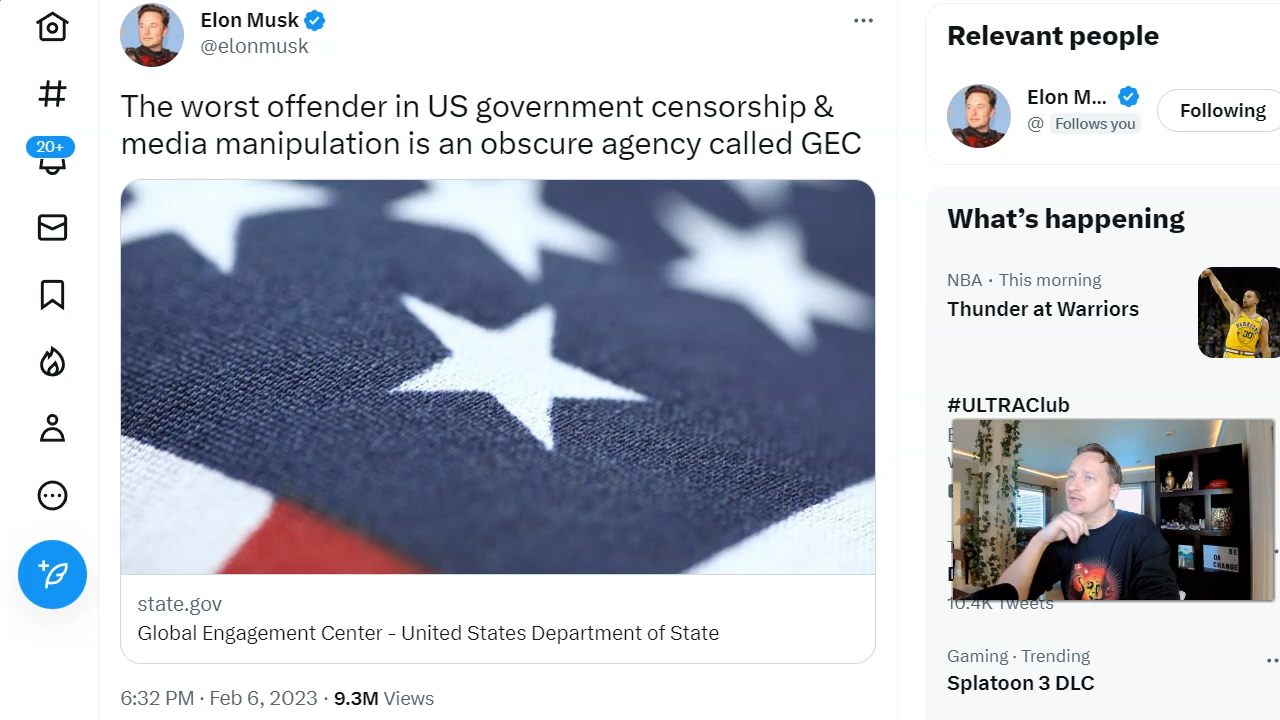 Elon Musk
@elonmusk
The worst offender in US government censorship &
media manipulation is an obscure agency called GEC
state.gov
Global Engagement Center - United States Department of State
6:32 PM · Feb 6, 2023 · 9.3M Views
20+
Relevant people
Elon M...
@ Follows you
Following
What's happening
NBA · This morning
Thunder at Warriors
#ULTRAClub
10.4K Tweets
Gaming · Trending
Splatoon 3 DLC
BE
DA
CHANGE